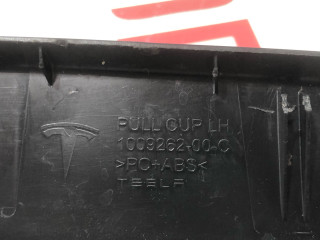 PULL CUP LH
1009262-00-C
>PC+ABS<
TESLA